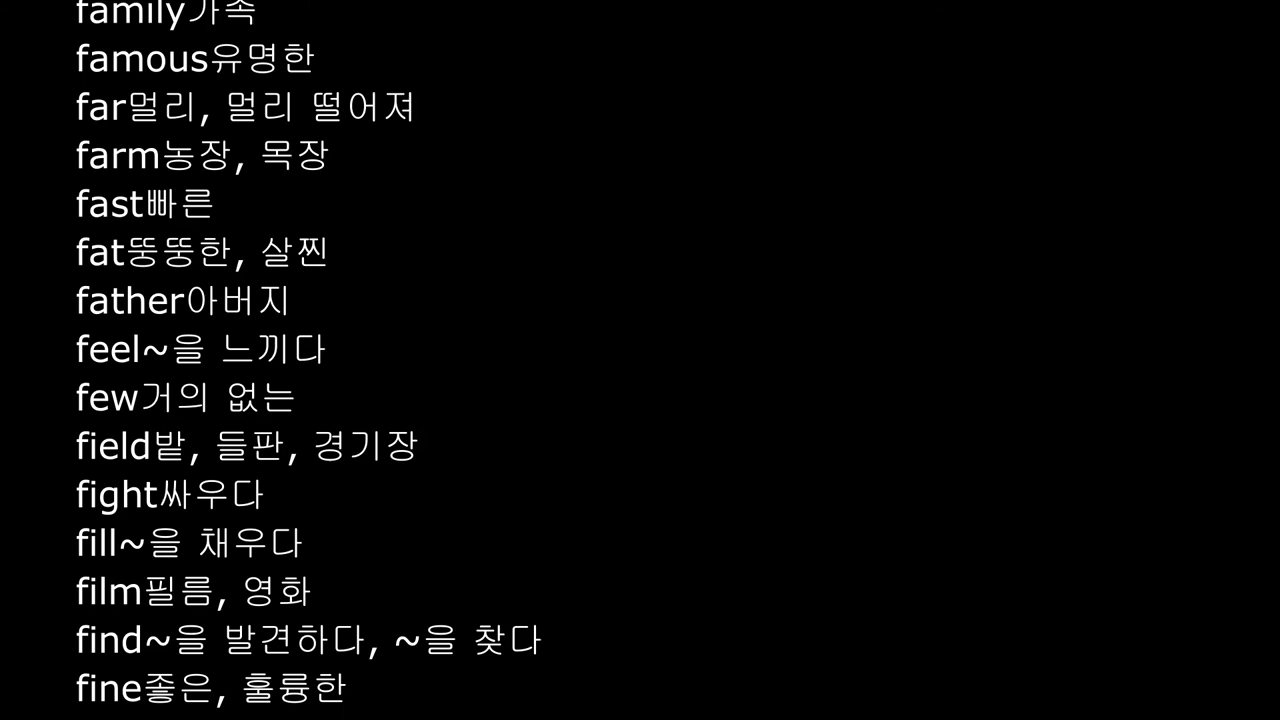 family가족
famous유명한
far멀리, 멀리 떨어져
farm농장, 목장
fast빠른
fat뚱뚱한, 살찐
father아버지
feel~을 느끼다
few거의 없는
field밭, 들판, 경기장
fight싸우다
fill~을 채우다
film필름, 영화
find~을 발견하다, ~을 찾다
fine좋은, 훌륭한